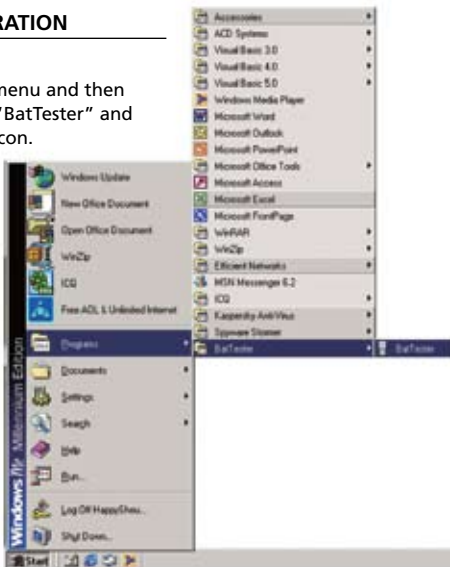 RATION
menu and then
"BatTester" and
con.
Accessories
ACD Systems
Visual Basic 3.0
Visual Basic 4.0
Visual Basic 5.0
Windows Media Player
Microsoft Word
Microsoft Outlook
Microsoft PowerPoint
Microsoft Office Tools
Microsoft Access
Microsoft Excel
Microsoft FrontPage
WinRAR
WinZip
Efficient Networks
MSN Messenger 6.2
ICQ
Kaspersky Anti-Virus
Spyware Stormer
BatTester
BatTester
Windows Update
New Office Document
Open Office Document
WinZip
ICQ
Free AOL & Unlimited Internet
Programs
Documents
Settings
Search
Help
Run...
Log Off HappySheu...
Shut Down...
Windows Me Millennium Edition
Start